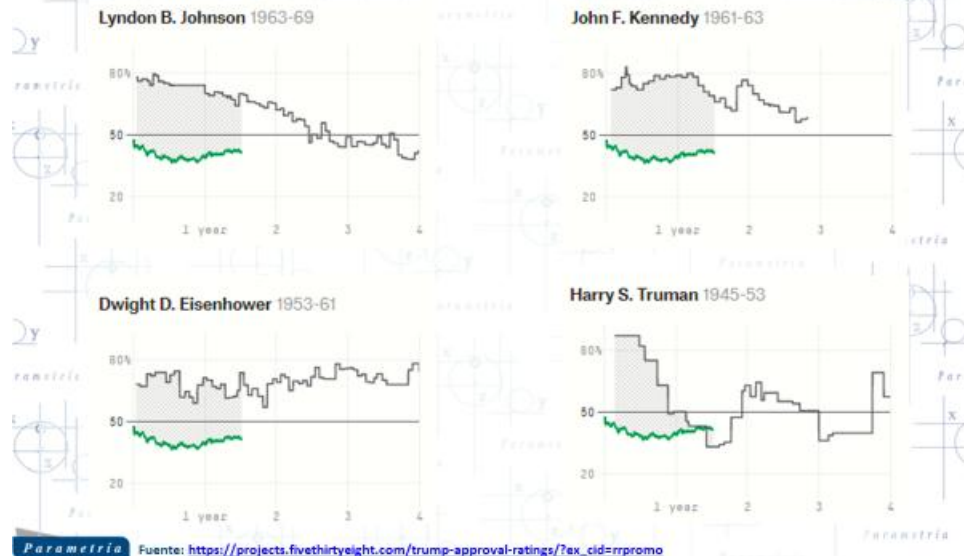 Lyndon B. Johnson 1963-69
80%
50
20
1 year 2 3 4
John F. Kennedy 1961-63
80%
50
20
1 year 2 3 4
Dwight D. Eisenhower 1953-61
80%
50
20
1 year 2 3 4
Harry S. Truman 1945-53
80%
50
20
1 year 2 3 4
Parametría Fuente: https://projects.fivethirtyeight.com/trump-approval-ratings/?ex_cid=rrpromo